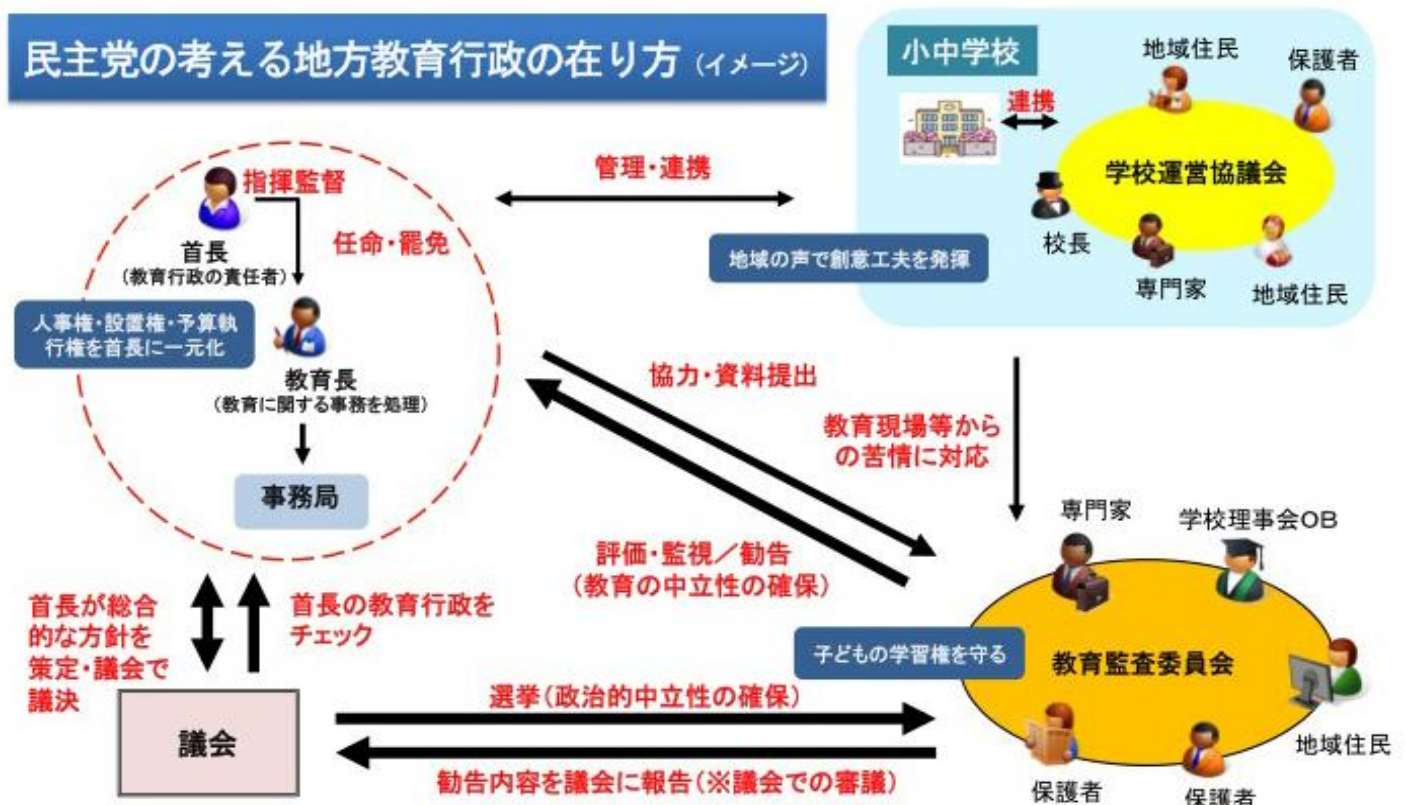 民主党の考える地方教育行政の在り方 (イメージ)
小中学校
地域住民
保護者
連携
学校運営協議会
校長
専門家
地域住民
管理・連携
地域の声で創意工夫を発揮
指揮監督
首長
(教育行政の責任者)
任命・罷免
人事権・設置権・予算執
行権を首長に一元化
教育長
(教育に関する事務を処理)
事務局
協力・資料提出
教育現場等から
の苦情に対応
評価・監視／勧告
(教育の中立性の確保)
首長が総合
的な方針を
策定・議会で
議決
首長の教育行政を
チェック
議会
選挙(政治的中立性の確保)
勧告内容を議会に報告(※議会での審議)
子どもの学習権を守る
専門家
学校理事会OB
教育監査委員会
地域住民
保護者
保護者